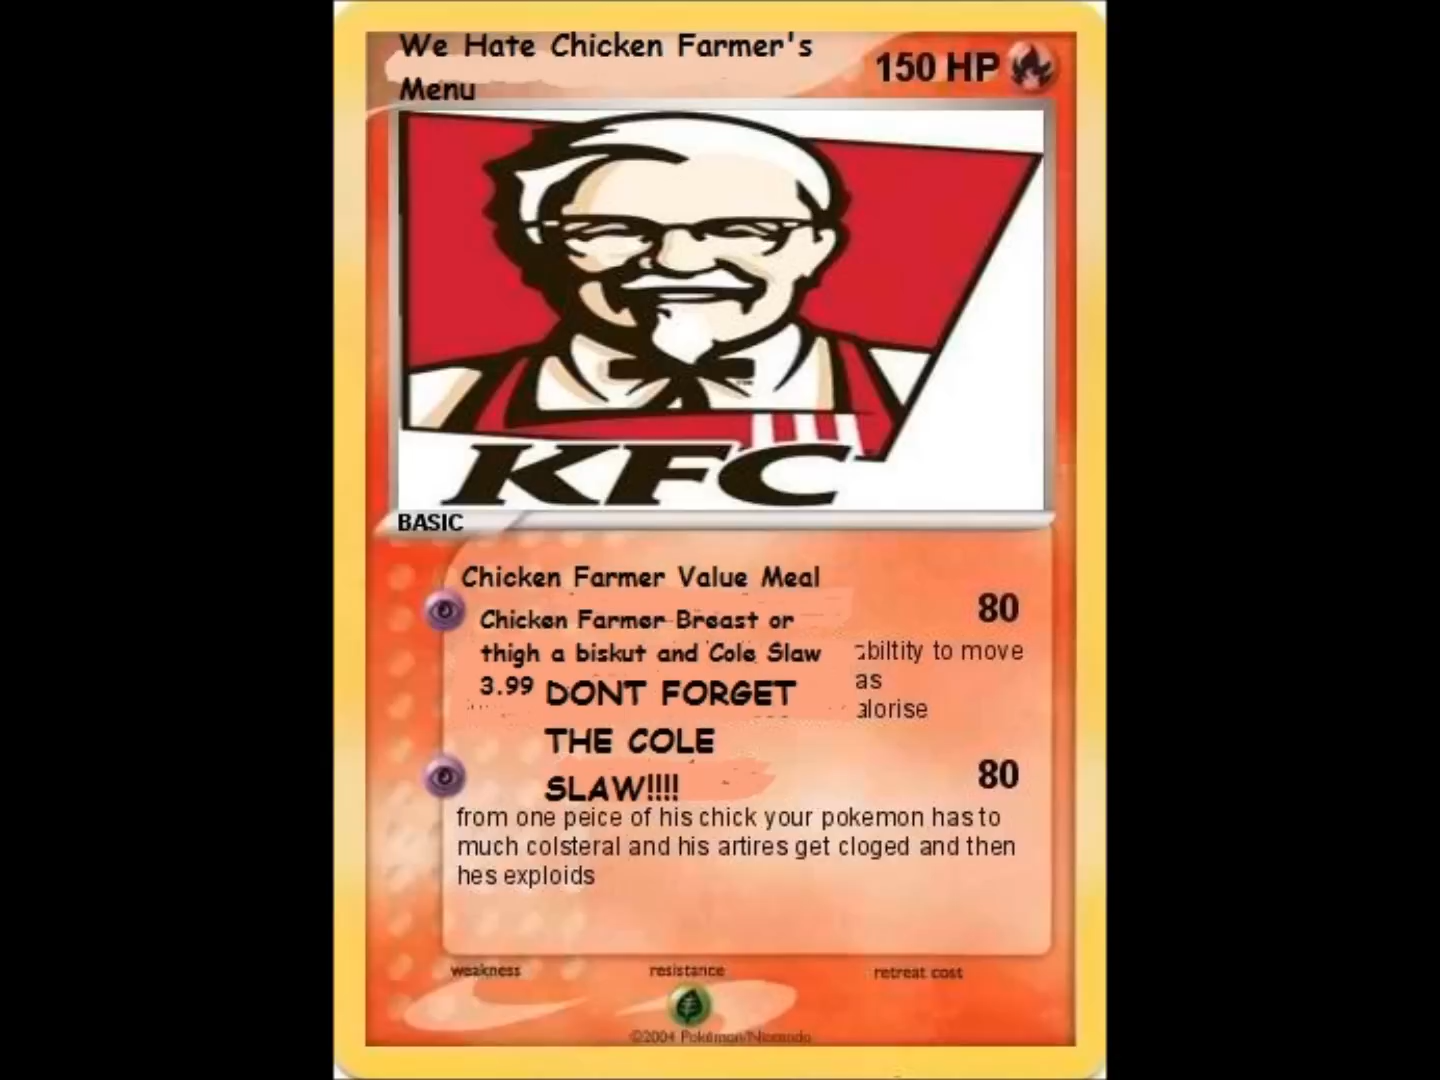 We Hate Chicken Farmer's
Menu
150 HP
KFC
BASIC
Chicken Farmer Value Meal
80
Chicken Farmer Breast or
thigh a biskut and Cole Slaw
3.99
biltity to move
as
alorise
DONT FORGET
THE COLE
SLAW!!!!
80
from one peice of his chick your pokemon has to
much colsteral and his artires get cloged and then
hes exploids
weakness
resistance
retreat cost
©2004 Pokémon/Nintendo